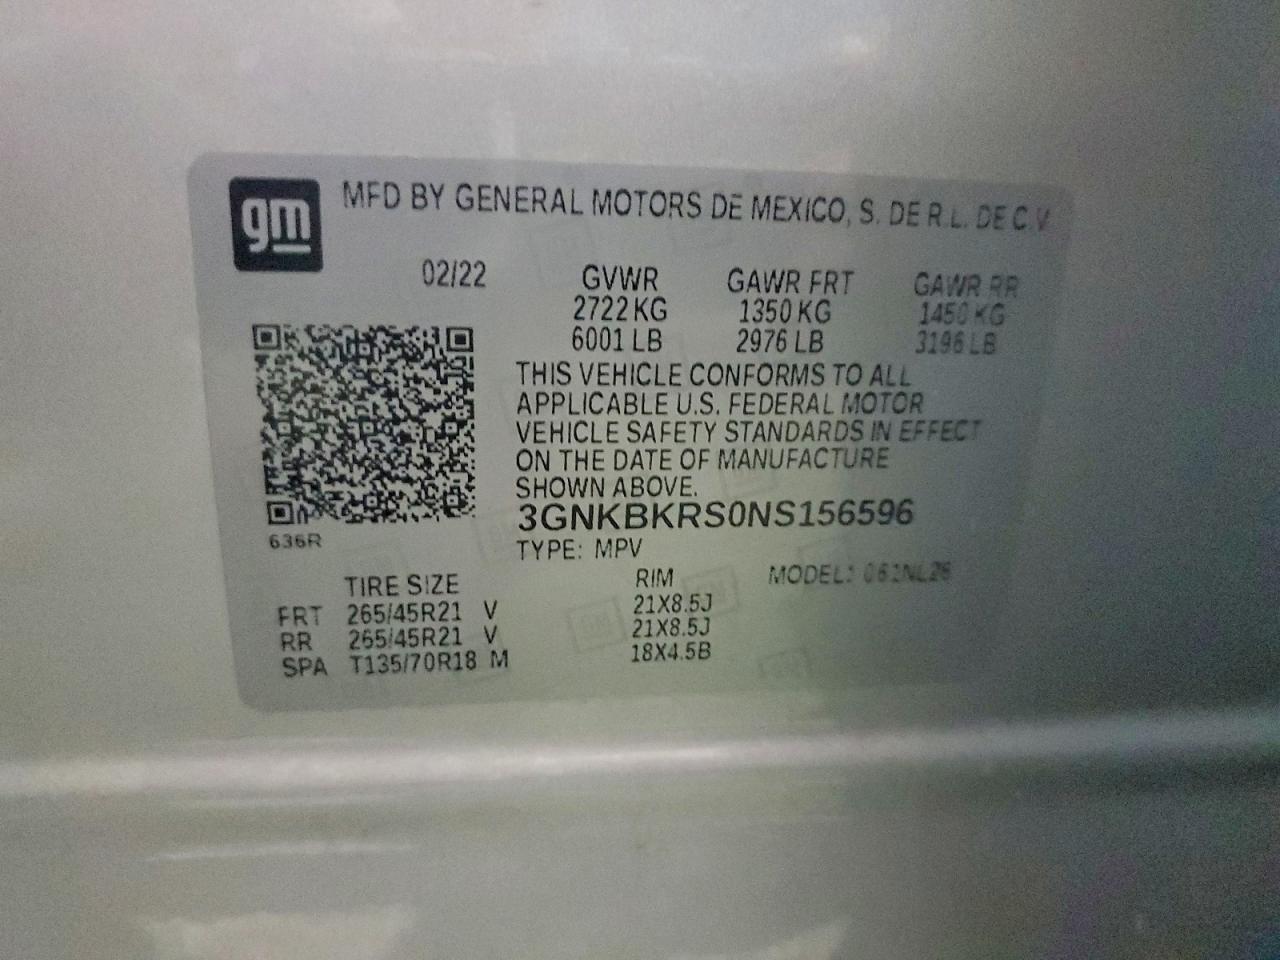 gm
MFD BY GENERAL MOTORS DE MEXICO, S. DE R.L. DE C.V
02/22 GVWR GAWR FRT GAWR RR
2722 KG 1350 KG 1450 KG
6001 LB 2976 LB 3196 LB
THIS VEHICLE CONFORMS TO ALL
APPLICABLE U.S. FEDERAL MOTOR
VEHICLE SAFETY STANDARDS IN EFFECT
ON THE DATE OF MANUFACTURE
SHOWN ABOVE.
3GNKBKRS0NS156596
636R
TYPE: MPV
TIRE SIZE RIM MODEL:
FRT 265/45R21 V 21X8.5J
RR 265/45R21 V 21X8.5J
SPA T135/70R18 M 18X4.5B